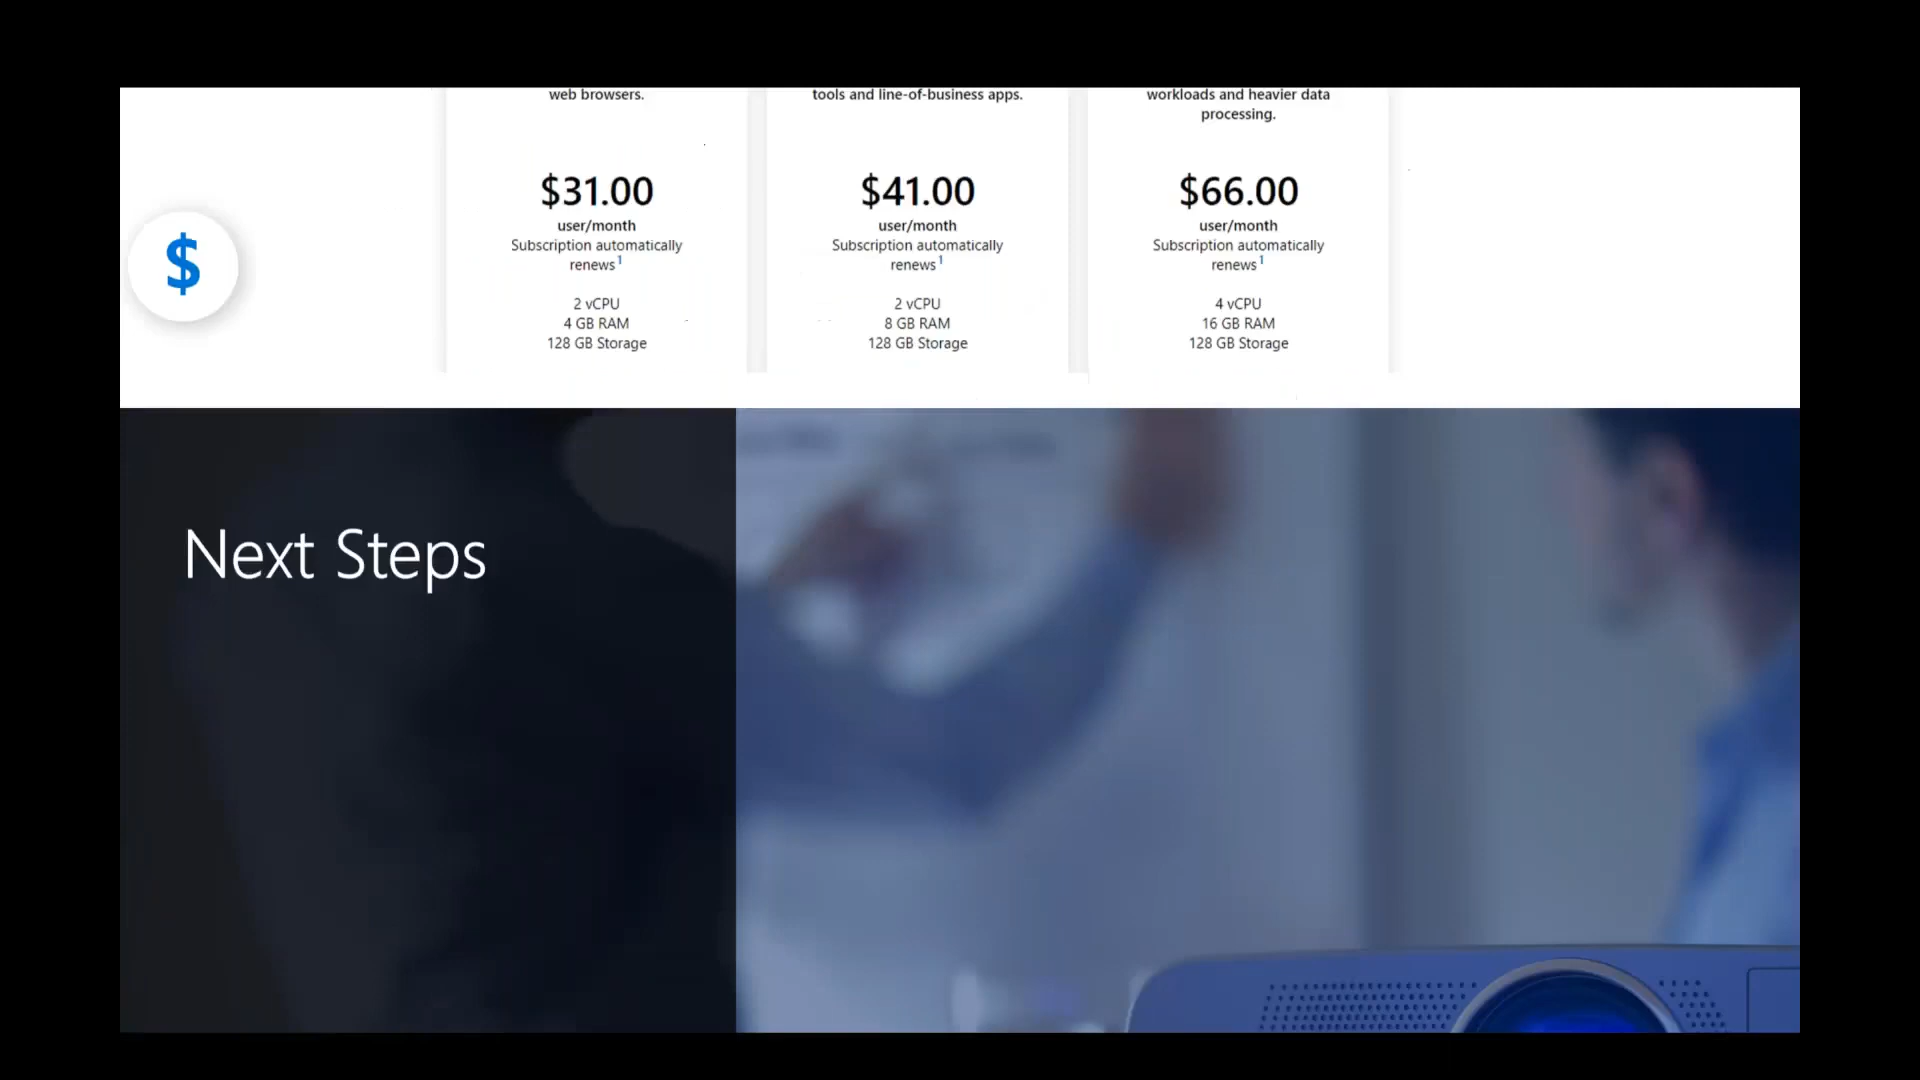 web browsers.
$31.00
user/month
Subscription automatically
renews1
2 vCPU
4 GB RAM
128 GB Storage
tools and line-of-business apps.
$41.00
user/month
Subscription automatically
renews1
2 vCPU
8 GB RAM
128 GB Storage
workloads and heavier data
processing.
$66.00
user/month
Subscription automatically
renews1
4 vCPU
16 GB RAM
128 GB Storage
$
Next Steps